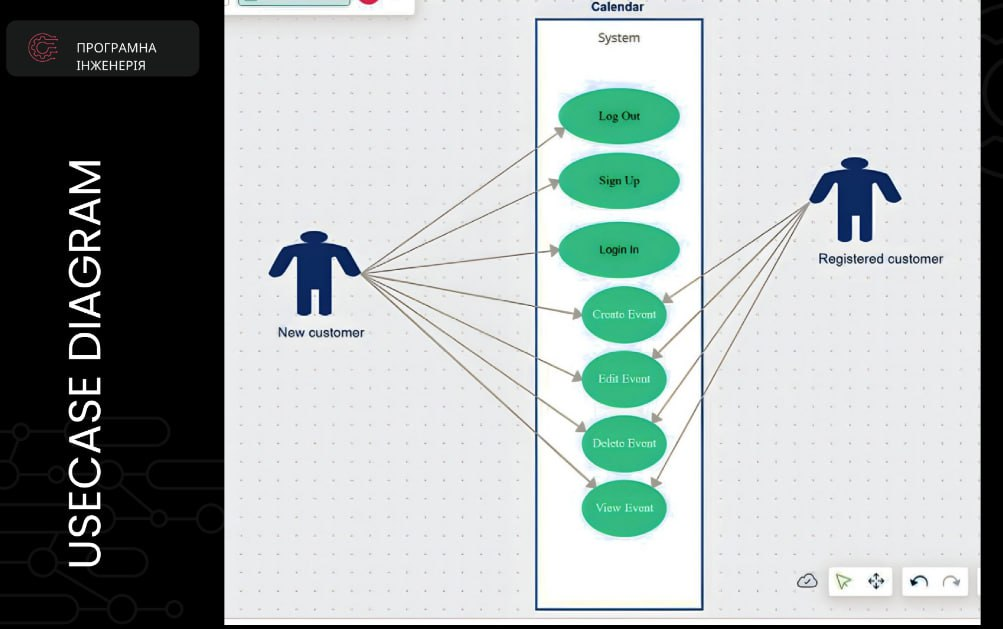 ПРОГРАМНА
ІНЖЕНЕРІЯ
USECASE DIAGRAM
Calendar
System
Log Out
Sign Up
Login In
Create Event
Edit Event
Delete Event
View Event
New customer
Registered customer